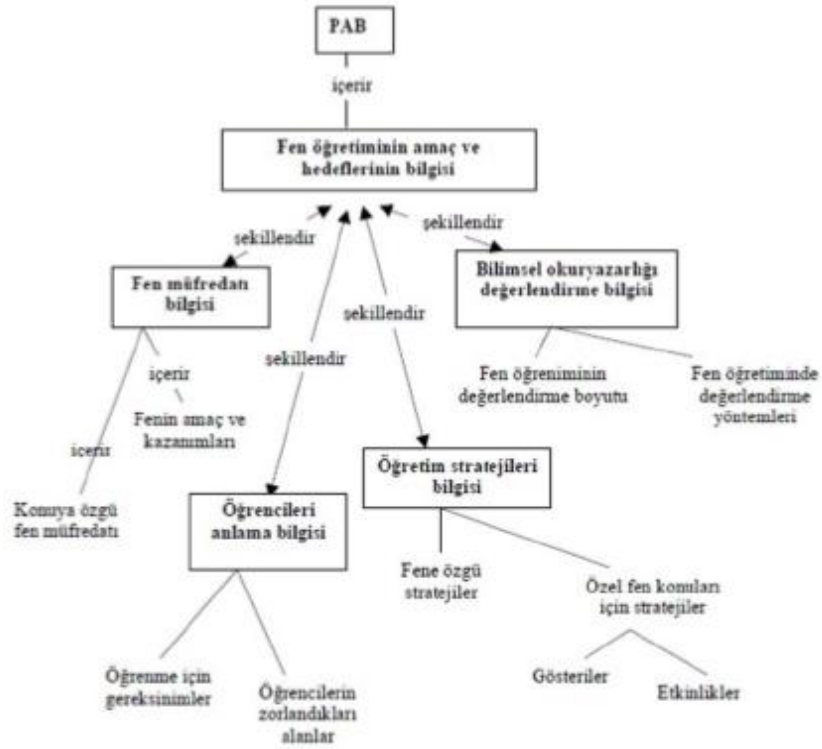 PAB
içerir
Fen öğretiminin amaç ve
hedeflerinin bilgisi
şekillendir
şekillendir
Fen müfredatı
bilgisi
Bilimsel okuryazarlığı
değerlendirme bilgisi
şekillendir
şekillendir
içerir
Fenin amaç ve
kazanımları
Fen öğreniminin
değerlendirme boyutu
Fen öğretiminde
değerlendirme
yöntemleri
içerir
Konuya özgü
fen müfredatı
Öğretim stratejileri
bilgisi
Öğrencileri
anlama bilgisi
Fene özgü
stratejiler
Özel fen konuları
için stratejiler
Öğrenme için
gereksinimler
Öğrencilerin
zorlandıkları
alanlar
Gösteriler
Etkinlikler